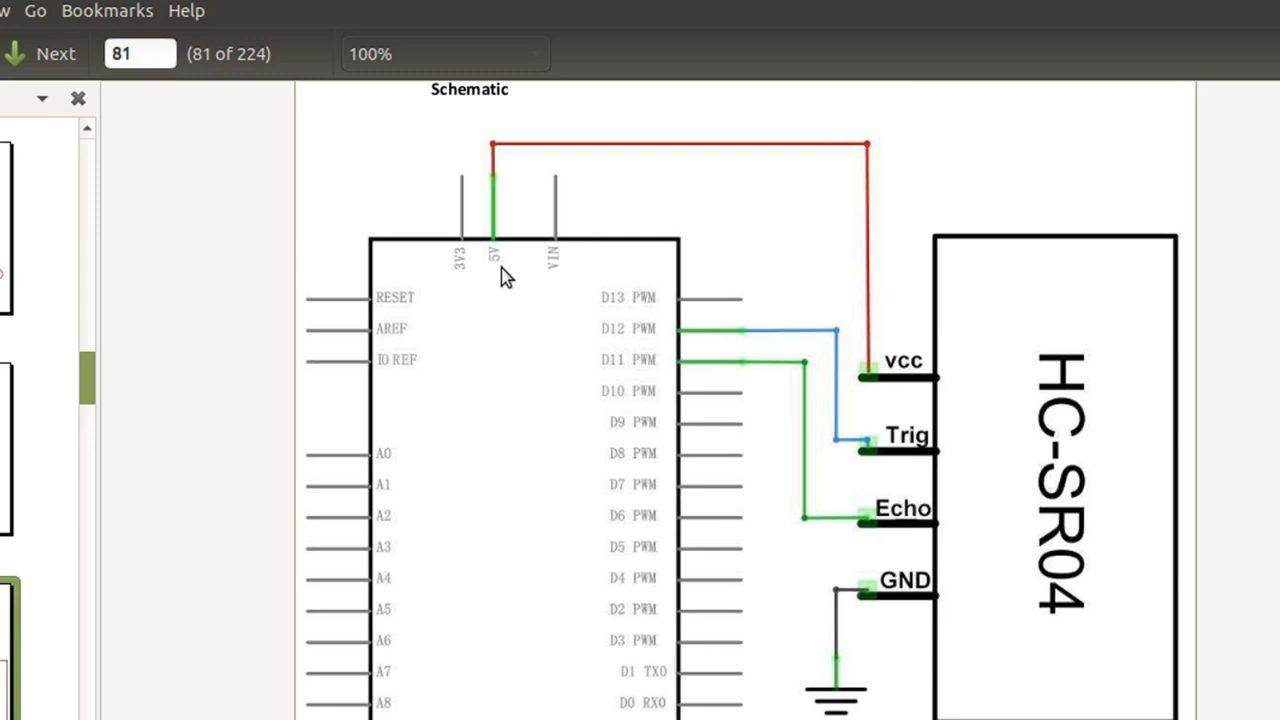 w Go Bookmarks Help
Next 81 (81 of 224) 100%
Schematic
3V3 5V VIN
RESET D13 PWM
AREF D12 PWM
IO REF D11 PWM
vcc
D10 PWM
D9 PWM
Trig
A0 D8 PWM
A1 D7 PWM
Echo
A2 D6 PWM
A3 D5 PWM
A4 D4 PWM
GND
A5 D2 PWM
A6 D3 PWM
A7 D1 TX0
A8 D0 RX0
HC-SR04